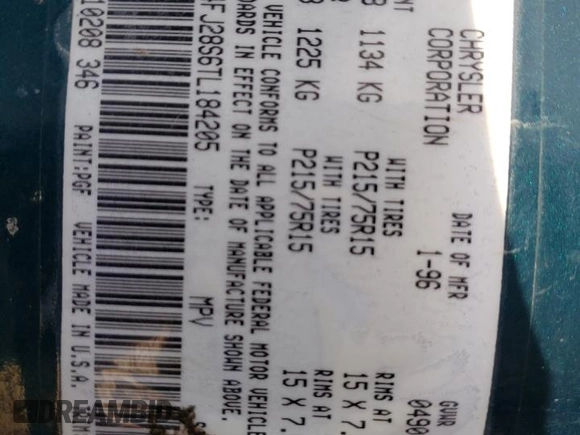 CHRYSLER
CORPORATION
DATE OF MFR
1-96
GVWR
0490
WITH TIRES
RIMS AT
1134 KG
P215/75R15
15 X 7.
WITH TIRES
RIMS AT
1225 KG
P215/75R15
15 X 7.
VEHICLE CONFORMS TO ALL APPLICABLE FEDERAL MOTOR VEHICLE
IN EFFECT ON THE DATE OF MANUFACTURE SHOWN ABOVE.
FJ28S6TL184205
TYPE:
MPV
10208 346
PAINT:PGF
VEHICLE MADE IN U.S.A.
DREAMBID